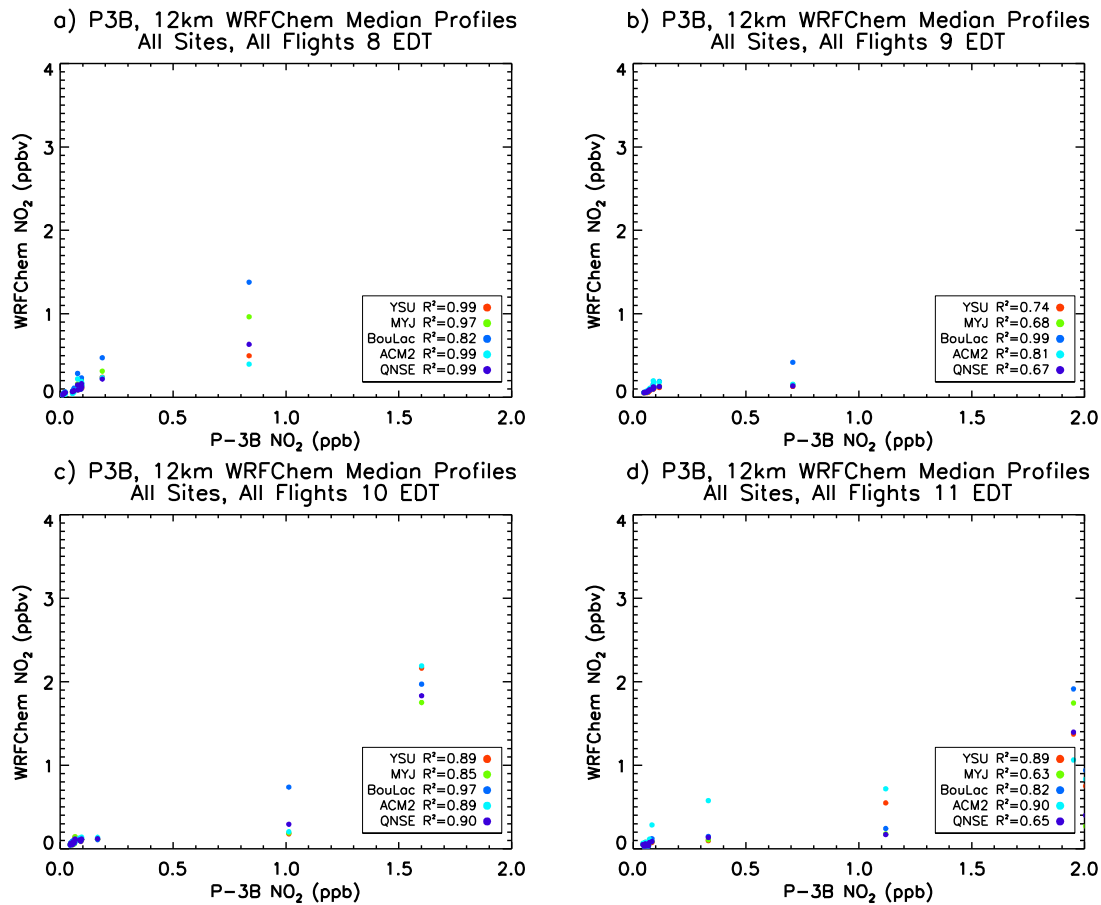 a) P3B, 12km WRFChem Median Profiles
All Sites, All Flights 8 EDT
WRFChem NO₂ (ppbv)
4
3
2
1
0
YSU R²=0.99
MYJ R²=0.97
BouLac R²=0.82
ACM2 R²=0.99
QNSE R²=0.99
0.0 0.5 1.0 1.5 2.0
P-3B NO₂ (ppb)
b) P3B, 12km WRFChem Median Profiles
All Sites, All Flights 9 EDT
WRFChem NO₂ (ppbv)
4
3
2
1
0
YSU R²=0.74
MYJ R²=0.68
BouLac R²=0.99
ACM2 R²=0.81
QNSE R²=0.67
0.0 0.5 1.0 1.5 2.0
P-3B NO₂ (ppb)
c) P3B, 12km WRFChem Median Profiles
All Sites, All Flights 10 EDT
WRFChem NO₂ (ppbv)
4
3
2
1
0
YSU R²=0.89
MYJ R²=0.85
BouLac R²=0.97
ACM2 R²=0.89
QNSE R²=0.90
0.0 0.5 1.0 1.5 2.0
P-3B NO₂ (ppb)
d) P3B, 12km WRFChem Median Profiles
All Sites, All Flights 11 EDT
WRFChem NO₂ (ppbv)
4
3
2
1
0
YSU R²=0.89
MYJ R²=0.63
BouLac R²=0.82
ACM2 R²=0.90
QNSE R²=0.65
0.0 0.5 1.0 1.5 2.0
P-3B NO₂ (ppb)